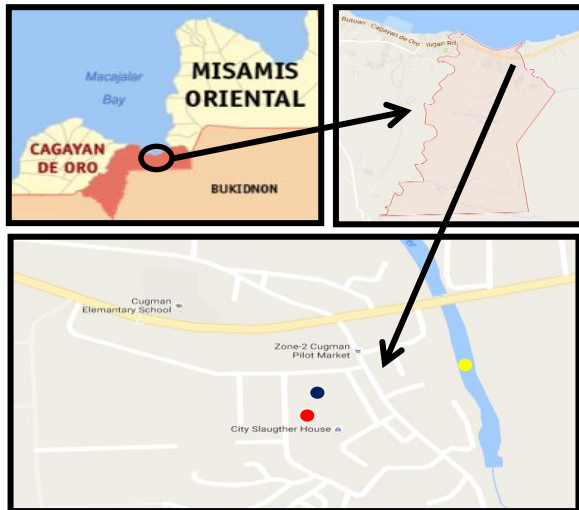 Macajalar
Bay
MISAMIS
ORIENTAL
CAGAYAN
DE ORO
BUKIDNON
Butuan - Cagayan de Oro - Iligan Rd
Cugman
Elemantary School
Zone-2 Cugman
Pilot Market
City Slaugther House